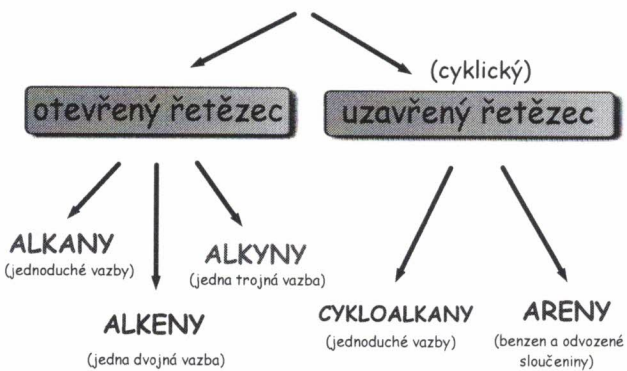 (cyklický)
otevřený řetězec
uzavřený řetězec
ALKANY
(jednoduché vazby)
ALKENY
(jedna dvojná vazba)
ALKYNY
(jedna trojná vazba)
CYKLOALKANY
(jednoduché vazby)
ARENY
(benzen a odvozené
sloučeniny)